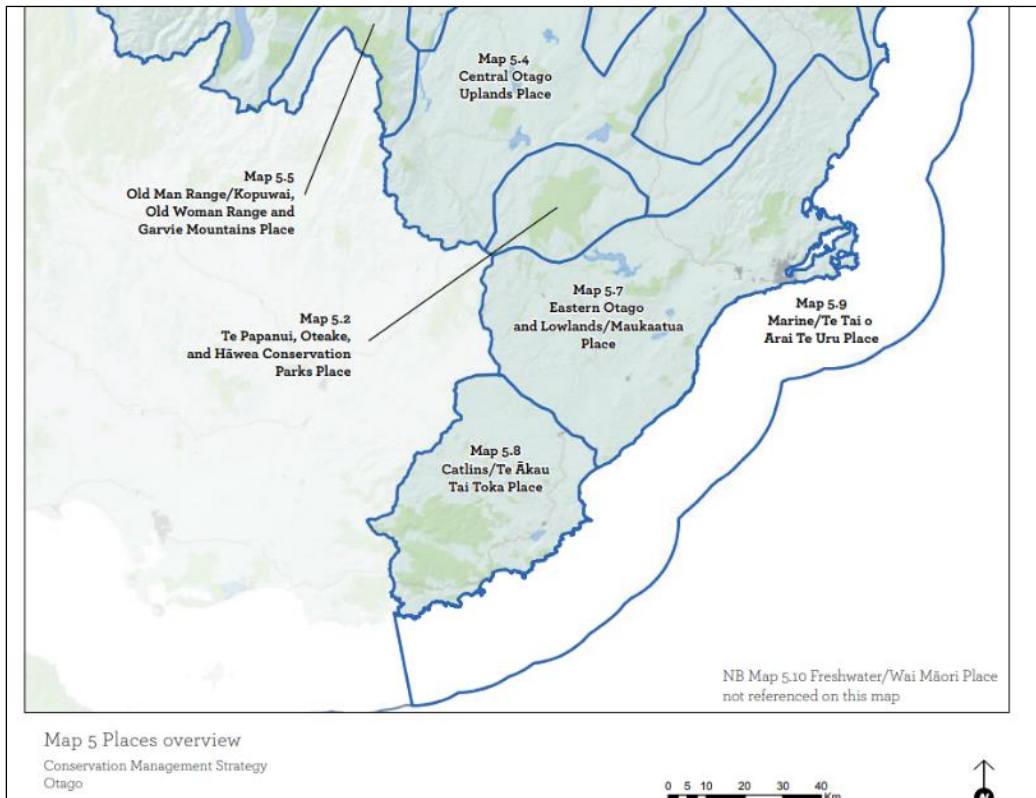 Map 5.4
Central Otago
Uplands Place
Map 5.5
Old Man Range/Kopuwai,
Old Woman Range and
Garvie Mountains Place
Map 5.2
Te Papanui, Oteake,
and Hāwea Conservation
Parks Place
Map 5.7
Eastern Otago
and Lowlands/Maukaatua
Place
Map 5.9
Marine/Te Tai o
Arai Te Uru Place
Map 5.8
Catlins/Te Ākau
Tai Toka Place
NB Map 5.10 Freshwater/Wai Māori Place
not referenced on this map
Map 5 Places overview
Conservation Management Strategy
Otago
0 5 10 20 30 40
Km
N